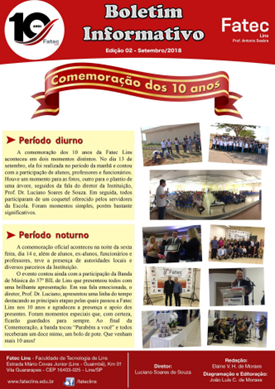 10 anos
Fatec
Boletim
Informativo
Edição 02 - Setembro/2018
Fatec
Lins
Prof. Antonio Seabra
Comemoração dos 10 anos
Período diurno
A comemoração dos 10 anos da Fatec Lins
aconteceu em dois momentos distintos. No dia 13 de
setembro, ela foi realizada no período da manhã e contou
com a participação de alunos, professores e funcionários.
Houve um momento para as fotos, outro para o plantio de
uma árvore, seguidos da fala do diretor da Instituição,
Prof. Dr. Luciano Soares de Souza. Em seguida, todos
participaram de um coquetel oferecido pelos servidores
da Escola. Foram momentos simples, porém bastante
significativos.
Período noturno
A comemoração oficial aconteceu na noite da sexta
feira, dia 14 e, além de alunos, ex-alunos, funcionários e
professores, teve a presença de autoridades locais e
diversos parceiros da Instituição.
O evento contou ainda com a participação da Banda
de Música do 37º BIL de Lins que presenteou todos com
uma brilhante apresentação. Em sua fala emocionada, o
diretor, Prof. Dr. Luciano, apresentou uma linha do tempo
destacando as principais etapas pelas quais passou a Fatec
Lins nos 10 anos e agradeceu a presença e apoio dos
presentes. Foram momentos especiais que, com certeza,
ficarão guardados para sempre. Ao final da
Comemoração, a banda tocou "Parabéns a você" e todos
receberam um doce mimo, um bolo de pote. Que venham
mais 10 anos!
Fatec Lins - Faculdade de Tecnologia de Lins
Estrada Mário Covas Junior (Lins - Guaimbê), Km 01
Vila Guararapes - CEP 16403-025 - Lins/SP
www.fateclins.edu.br
fateclins
Diretor:
Luciano Soares de Souza
Redação:
Elaine V. H. de Moraes
Diagramação e Editoração:
João Luís C. de Moraes